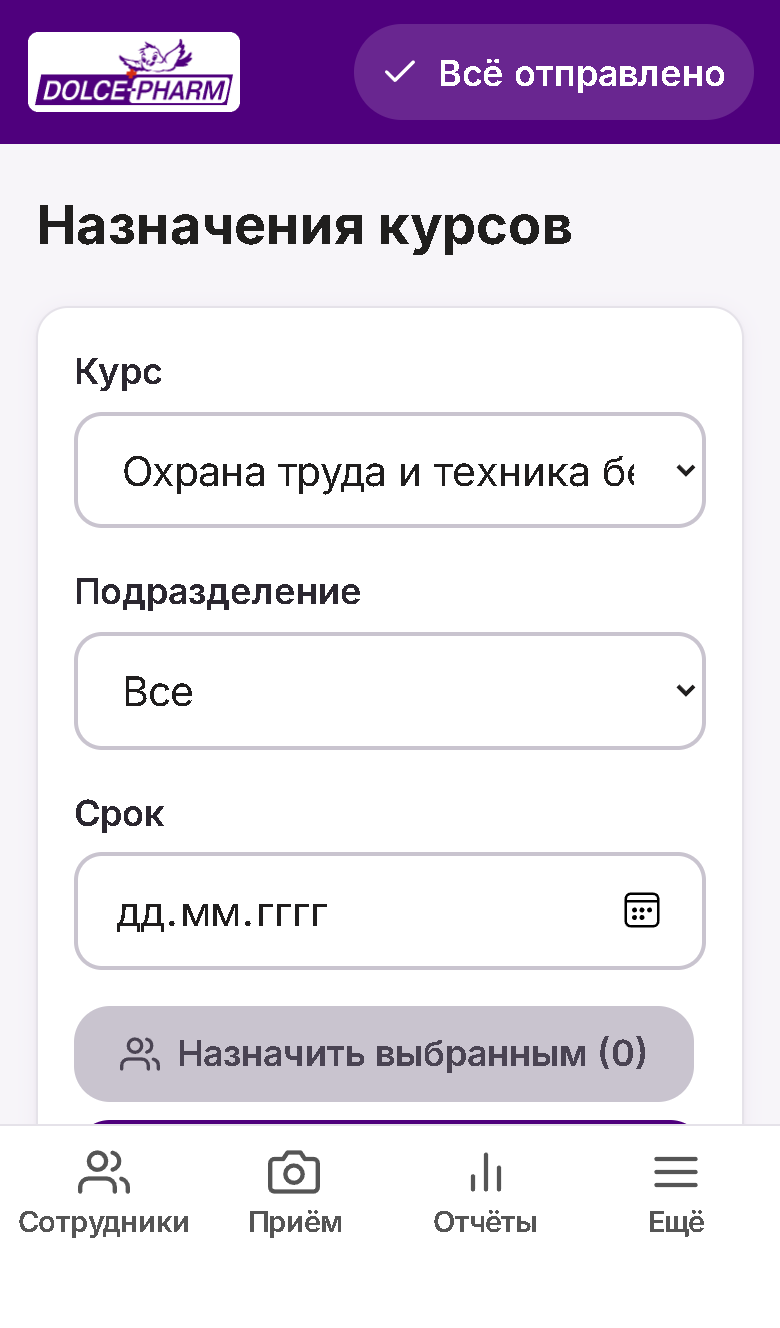 DOLCE-PHARM
Всё отправлено
Назначения курсов
Курс
Охрана труда и техника бе
Подразделение
Все
Срок
дд.мм.гггг
Назначить выбранным (0)
Сотрудники
Приём
Отчёты
Ещё